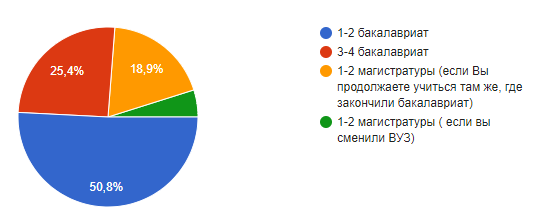 25,4%
18,9%
50,8%
1-2 бакалавриат
3-4 бакалавриат
1-2 магистратуры (если Вы
продолжаете учиться там же, где
закончили бакалавриат)
1-2 магистратуры ( если вы
сменили ВУЗ)